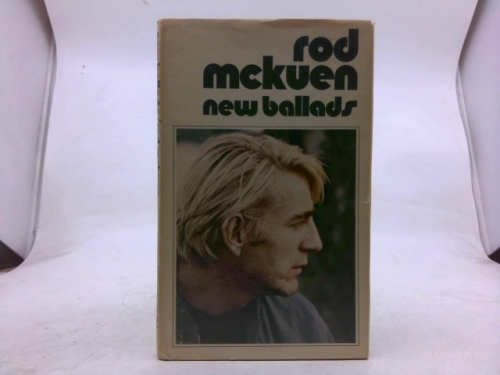 rod
mckuen
new ballads